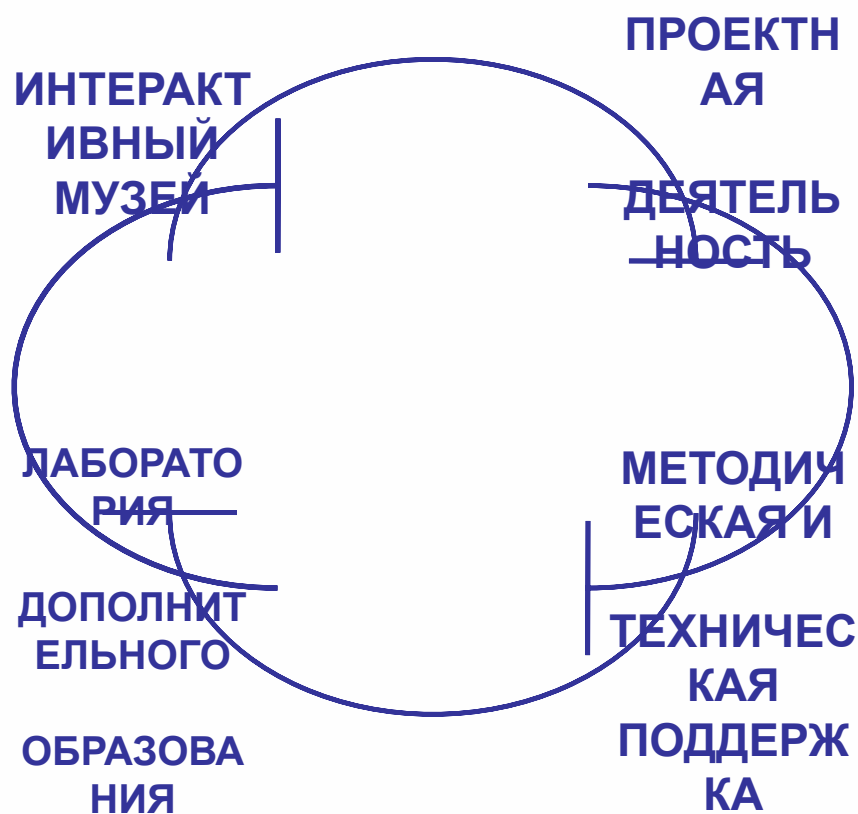 ИНТЕРАКТ
ИВНЫЙ
МУЗЕЙ
ПРОЕКТН
АЯ
ДЕЯТЕЛЬ
НОСТЬ
ЛАБОРАТО
РИЯ
ДОПОЛНИТ
ЕЛЬНОГО
ОБРАЗОВА
НИЯ
МЕТОДИЧ
ЕСКАЯ И
ТЕХНИЧЕС
КАЯ
ПОДДЕРЖ
КА